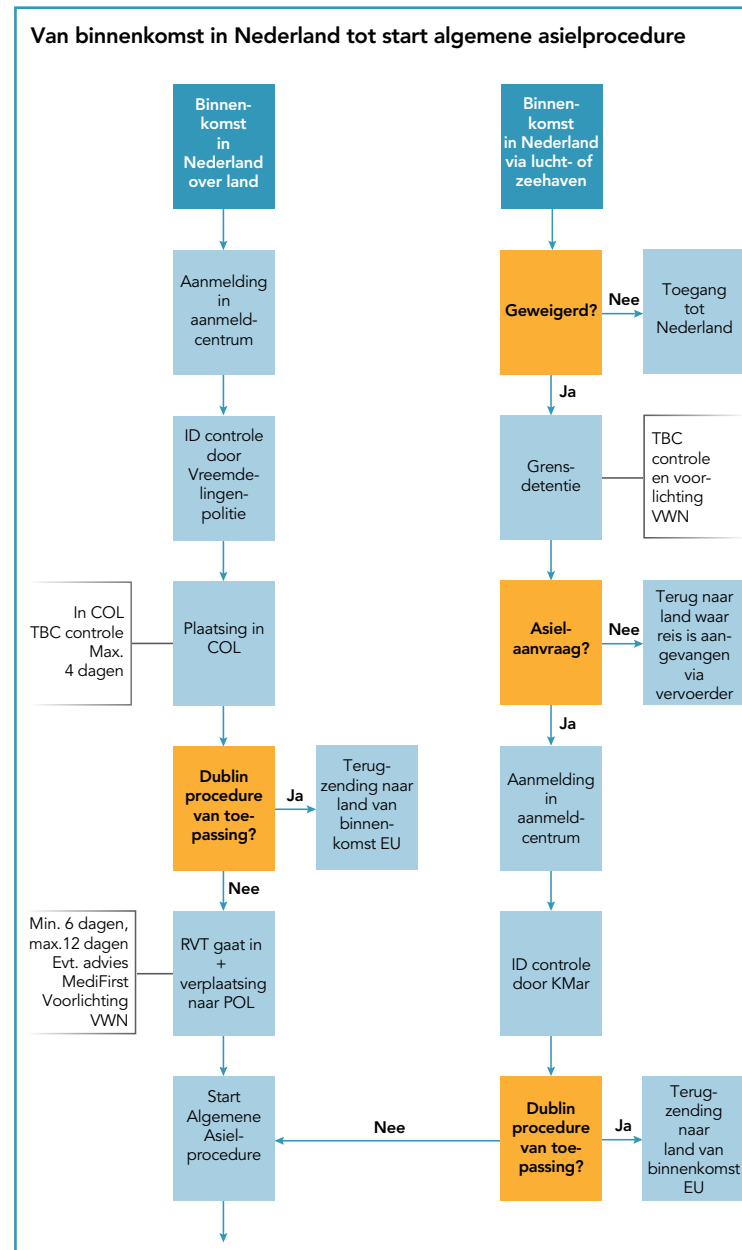 Van binnenkomst in Nederland tot start algemene asielprocedure
Binnen-
komst
in
Nederland
over land
Aanmelding
in
aanmeld-
centrum
ID controle
door
Vreemde-
lingen-
politie
In COL
TBC controle
Max.
4 dagen
Plaatsing in
COL
Dublin
procedure
van toe-
passing?
Ja
Terug-
zending naar
land van
binnen-
komst EU
Nee
Min. 6 dagen,
max.12 dagen
Evt. advies
MediFirst
Voorlichting
VWN
RVT gaat in
+
verplaatsing
naar POL
Start
Algemene
Asiel-
procedure
Binnen-
komst
in Nederland
via lucht- of
zeehaven
Geweigerd?
Nee
Toegang
tot
Nederland
Ja
Grens-
detentie
TBC
controle
en voor-
lichting
VWN
Asiel-
aanvraag?
Nee
Terug naar
land waar
reis is aan-
gevangen
via
vervoerder
Ja
Aanmelding
in
aanmeld-
centrum
ID controle
door KMar
Dublin
procedure
van toe-
passing?
Nee
Ja
Terug-
zending
naar
land van
binnenkomst
EU